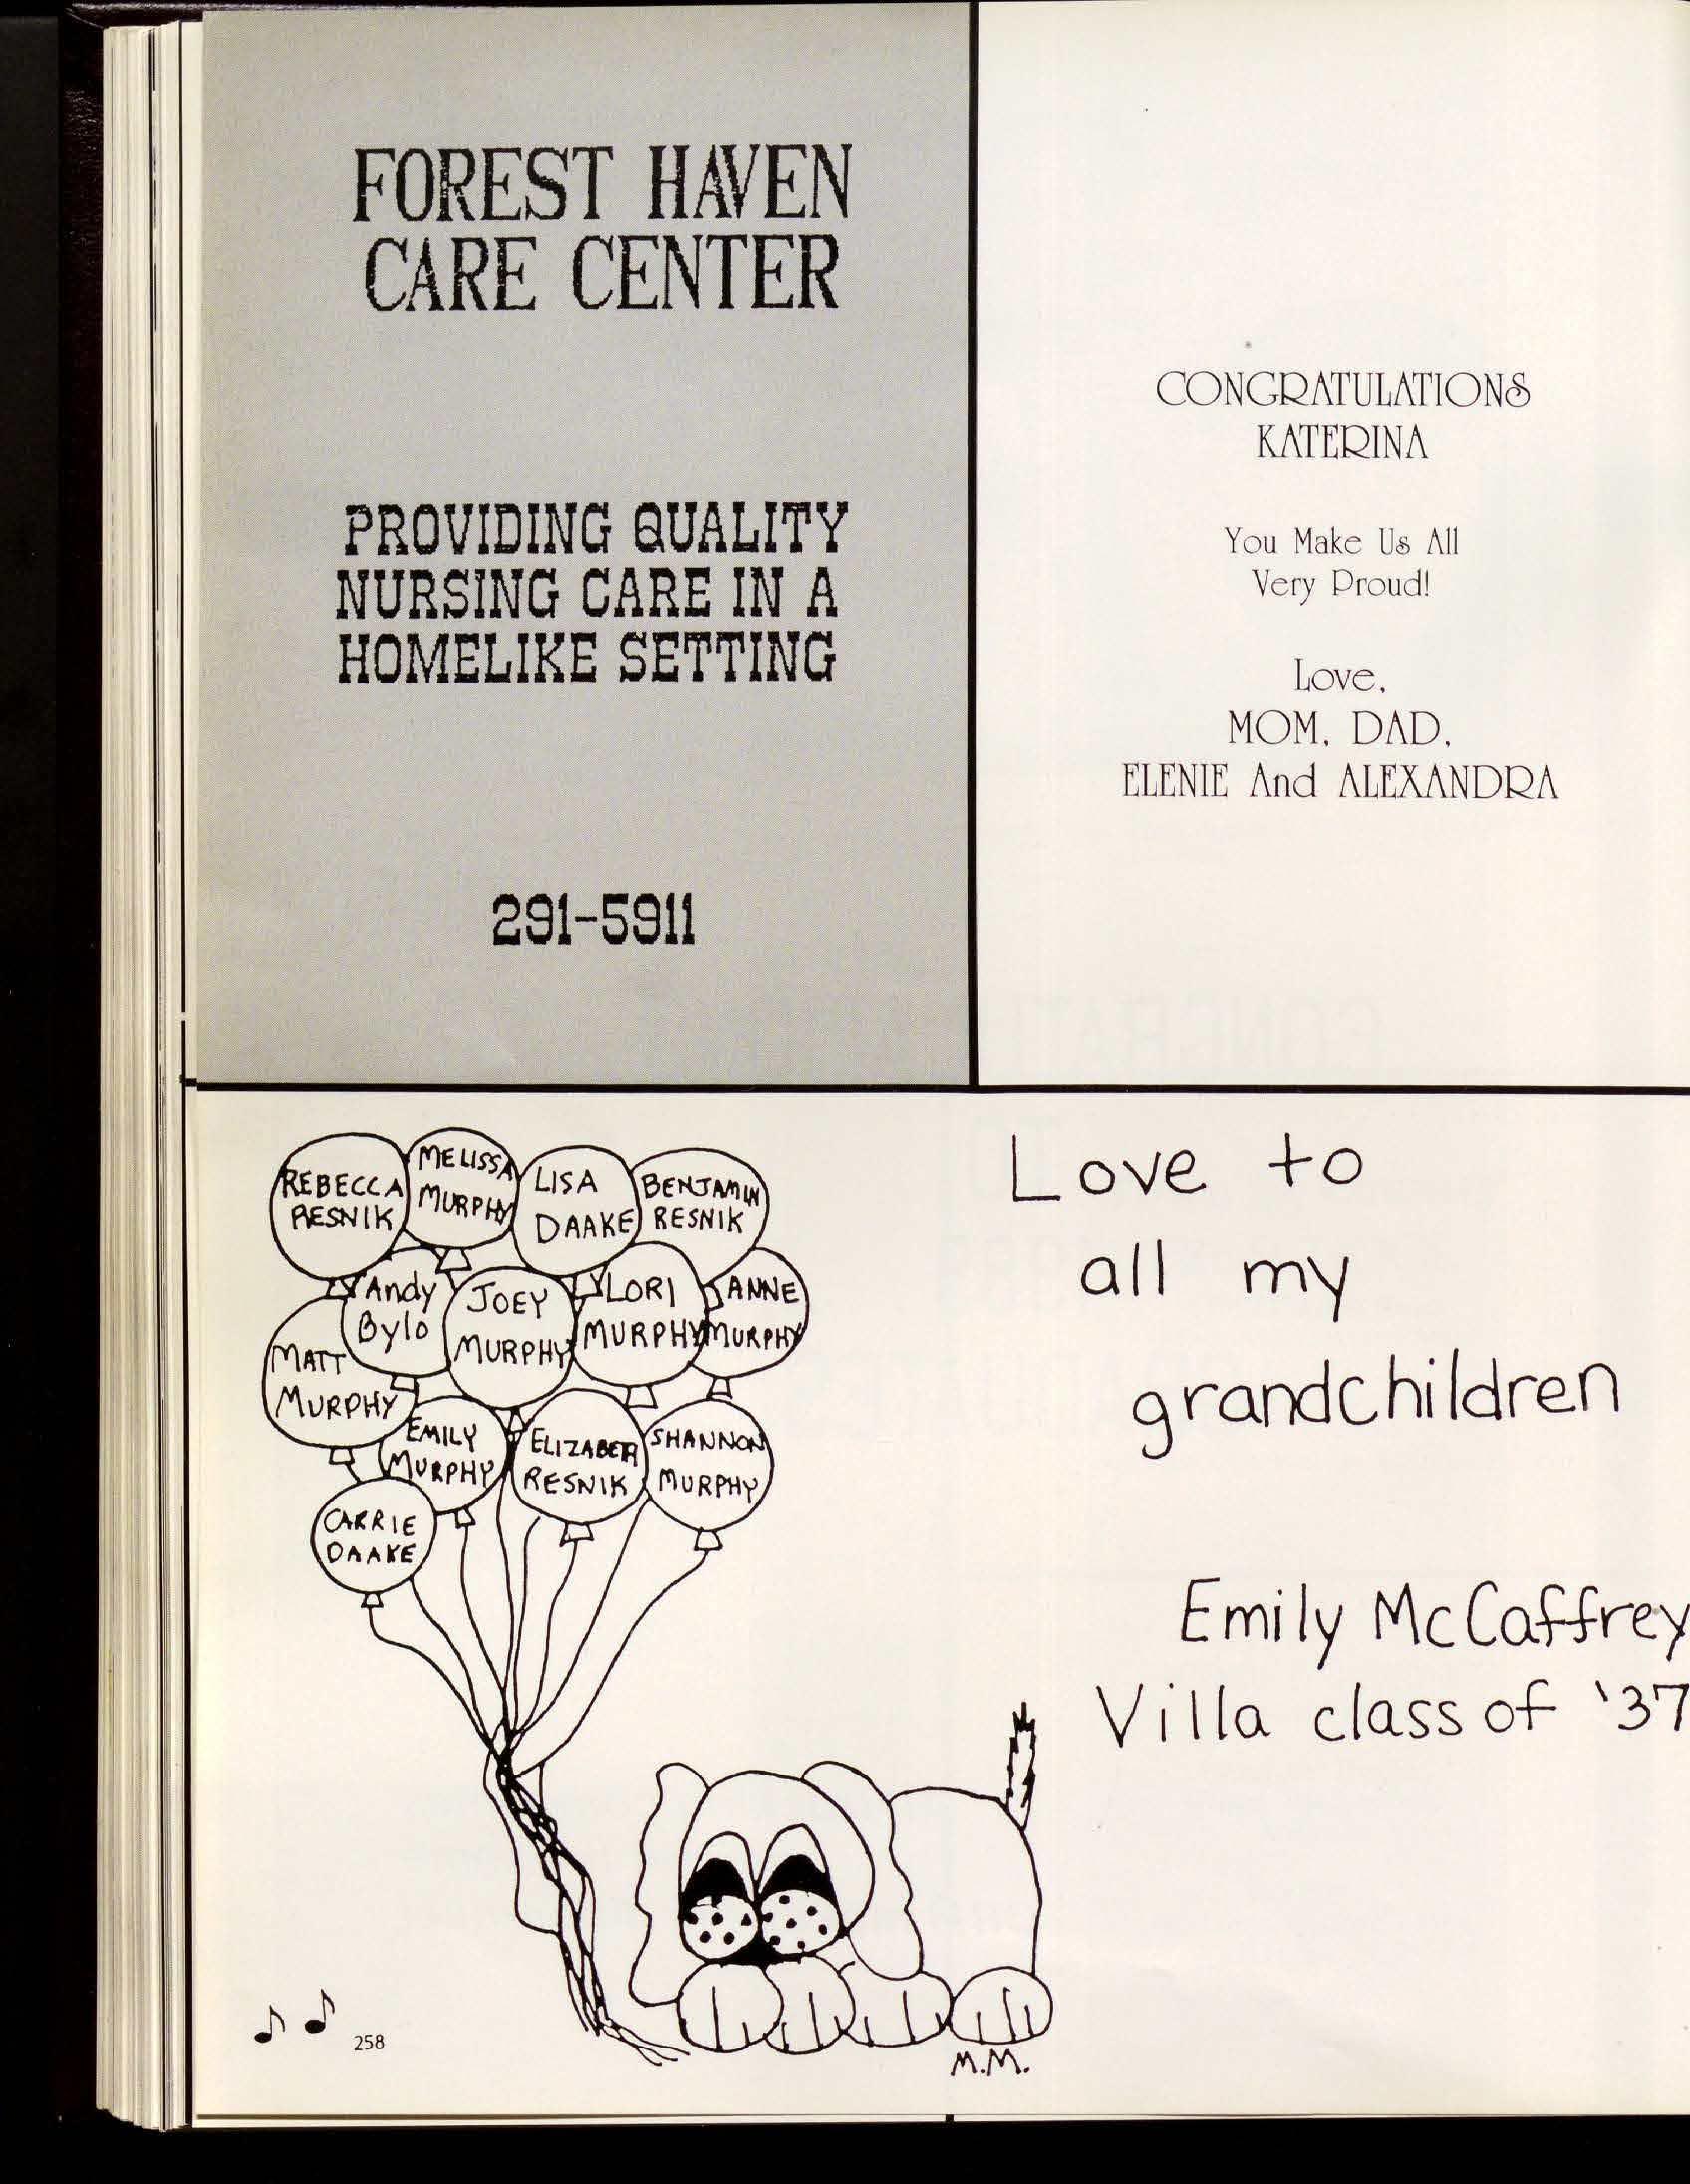 FOREST HAVEN
CARE CENTER
PROVIDING QUALITY
NURSING CARE IN A
HOMELIKE SETTING
291-5911
CONGRATULATIONS
KATERINA
You Make Us All
Very Proud!
Love,
MOM, DAD,
ELENIE And ALEXANDRA
REBECCA
RESNIK
MELISSA
MURPHY
LISA
DAAKE
BENJAMIN
RESNIK
Andy
Bylo
JOEY
MURPHY
LORI
MURPHY
ANNE
MURPHY
MATT
MURPHY
EMILY
MURPHY
ELIZABETH
RESNIK
SHANNON
MURPHY
CARRIE
DAAKE
Love to
all my
grandchildren
Emily McCaffrey
Villa class of '37
M.M.
258